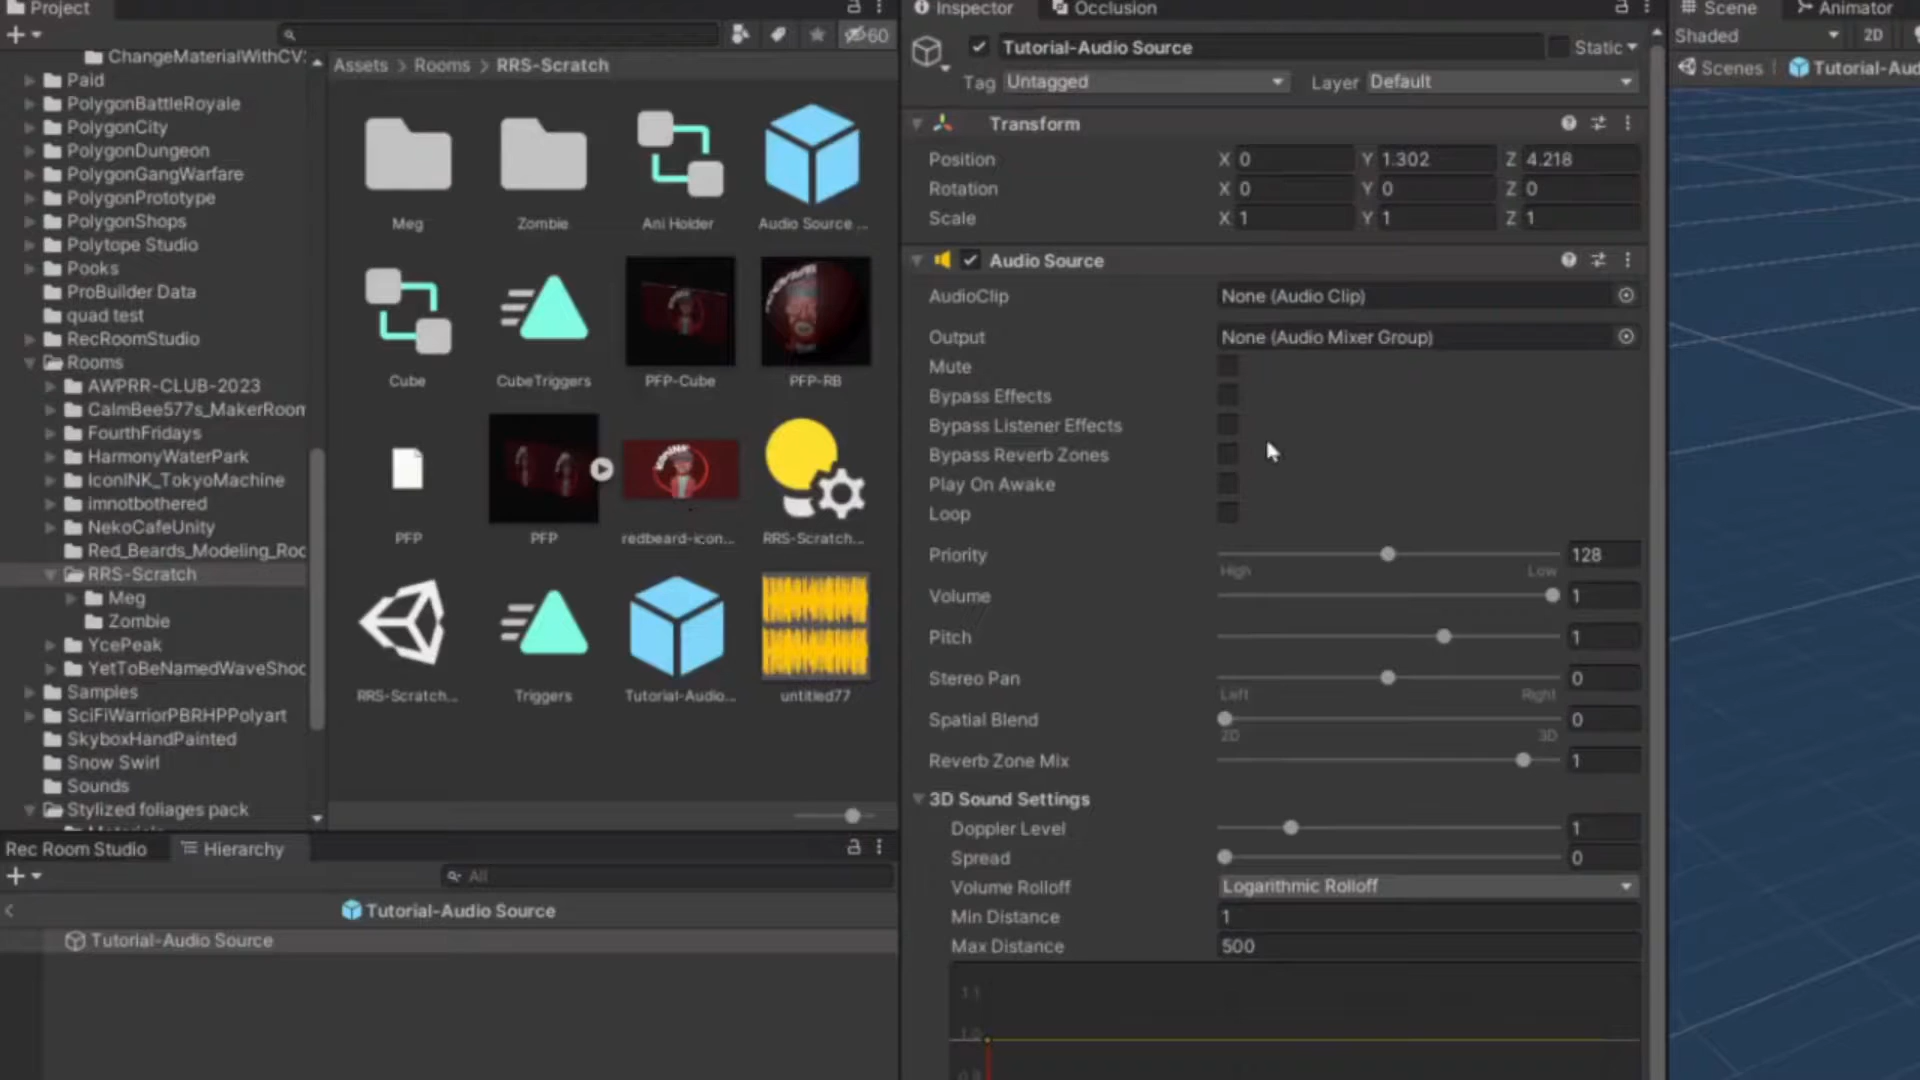 Project
60
ChangeMaterialWithCV
Paid
PolygonBattleRoyale
PolygonCity
PolygonDungeon
PolygonGangWarfare
PolygonPrototype
PolygonShops
Polytope Studio
Pooks
ProBuilder Data
quad test
RecRoomStudio
Rooms
AWPRR-CLUB-2023
CalmBee577s_MakerRoom
FourthFridays
HarmonyWaterPark
IconINK_TokyoMachine
imnotbothered
NekoCafeUnity
Red_Beards_Modeling_Roo
RRS-Scratch
Meg
Zombie
YcePeak
YetToBeNamedWaveShoo
Samples
SciFiWarriorPBRHPPolyart
SkyboxHandPainted
Snow Swirl
Sounds
Stylized foliages pack
Assets > Rooms > RRS-Scratch
Meg
Zombie
Ani Holder
Audio Source ...
Cube
CubeTriggers
PFP-Cube
PFP-RB
PFP
PFP
redbeard-icon...
RRS-Scratch...
RRS-Scratch...
Triggers
Tutorial-Audio...
untitled77
Rec Room Studio
Hierarchy
All
Tutorial-Audio Source
Tutorial-Audio Source
Inspector
Occlusion
Tutorial-Audio Source
Static
Tag Untagged
Layer Default
Transform
Position X 0 Y 1.302 Z 4.218
Rotation X 0 Y 0 Z 0
Scale X 1 Y 1 Z 1
Audio Source
AudioClip None (Audio Clip)
Output None (Audio Mixer Group)
Mute
Bypass Effects
Bypass Listener Effects
Bypass Reverb Zones
Play On Awake
Loop
Priority 128
High Low
Volume 1
Pitch 1
Stereo Pan 0
Left Right
Spatial Blend 0
2D 3D
Reverb Zone Mix 1
3D Sound Settings
Doppler Level 1
Spread 0
Volume Rolloff Logarithmic Rolloff
Min Distance 1
Max Distance 500
1.1
1.0
Scene
Animator
Shaded
2D
Scenes
Tutorial-Aud